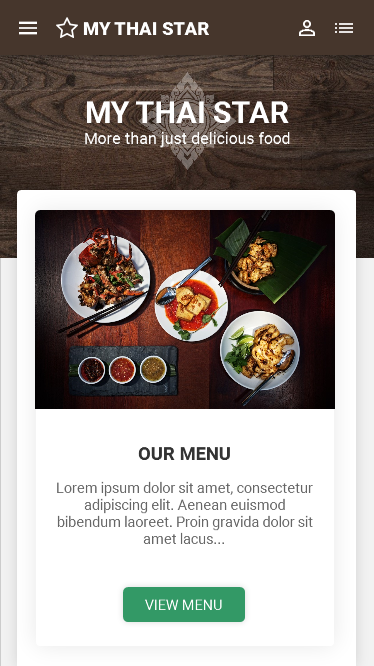 MY THAI STAR
MY THAI STAR
More than just delicious food
OUR MENU
Lorem ipsum dolor sit amet, consectetur
adipiscing elit. Aenean euismod
bibendum laoreet. Proin gravida dolor sit
amet lacus...
VIEW MENU